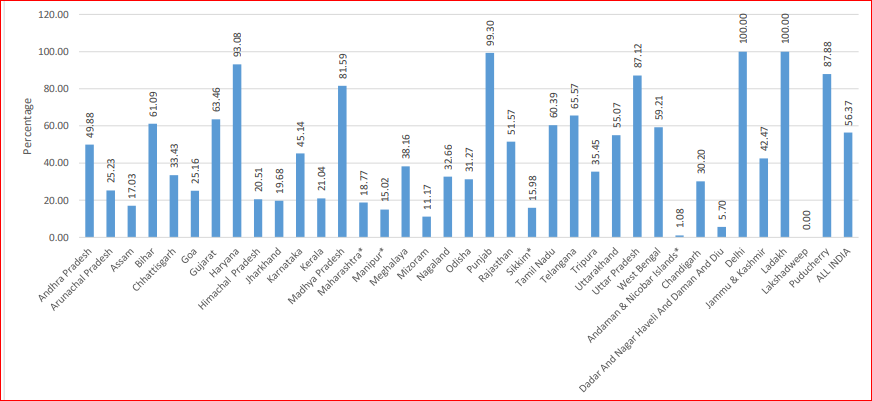 120.00
100.00
80.00
60.00
40.00
20.00
0.00
Percentage
49.88
25.23
17.03
61.09
33.43
25.16
63.46
93.08
20.51
19.68
45.14
21.04
81.59
18.77
15.02
38.16
11.17
32.66
31.27
99.30
51.57
15.98
60.39
65.57
35.45
55.07
87.12
59.21
1.08
30.20
5.70
100.00
42.47
100.00
0.00
87.88
56.37
Andhra Pradesh
Arunachal Pradesh
Assam
Bihar
Chhattisgarh
Goa
Gujarat
Haryana
Himachal Pradesh
Jharkhand
Karnataka
Kerala
Madhya Pradesh
Maharashtra*
Manipur*
Meghalaya
Mizoram
Nagaland
Odisha
Punjab
Rajasthan
Sikkim*
Tamil Nadu
Telangana
Tripura
Uttarakhand
Uttar Pradesh
West Bengal
Andaman & Nicobar Islands*
Chandigarh
Dadar And Nagar Haveli And Daman And Diu
Delhi
Jammu & Kashmir
Ladakh
Lakshadweep
Puducherry
ALL INDIA